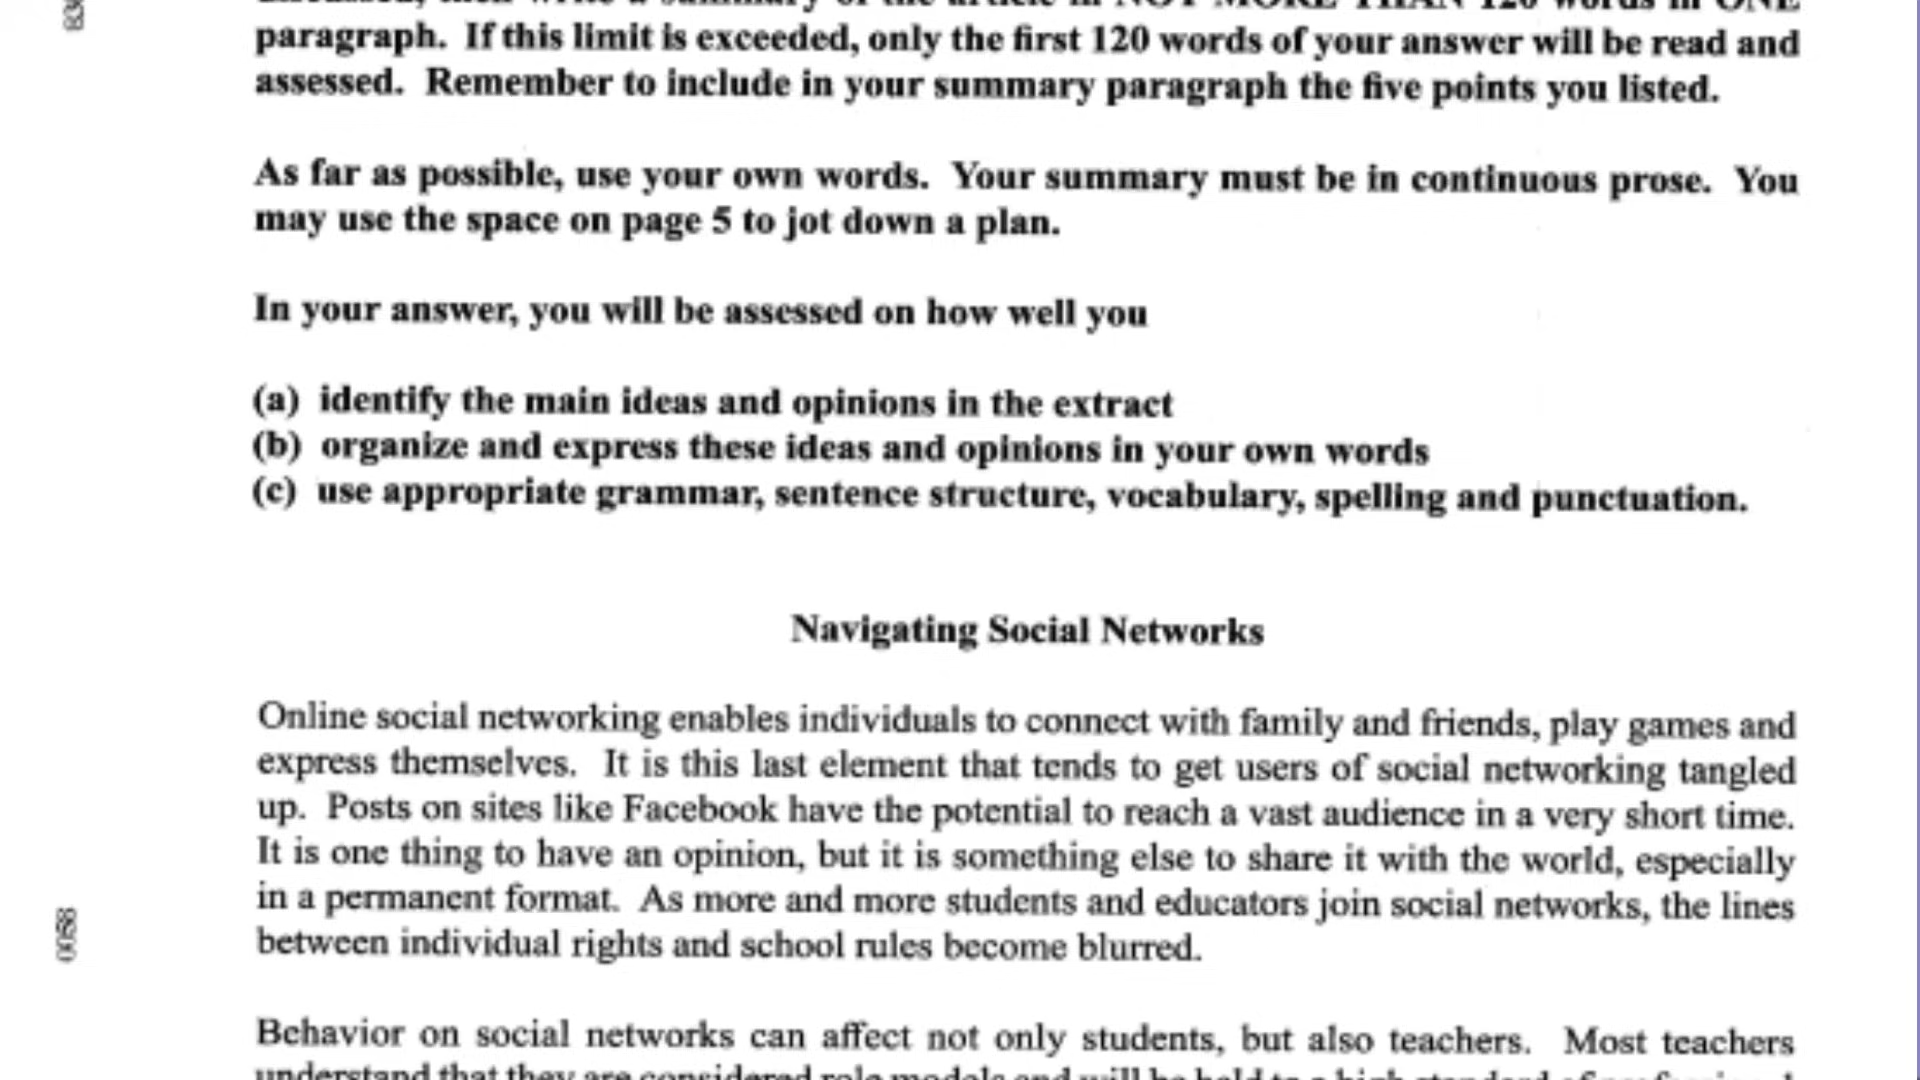 paragraph. If this limit is exceeded, only the first 120 words of your answer will be read and
assessed. Remember to include in your summary paragraph the five points you listed.
As far as possible, use your own words. Your summary must be in continuous prose. You
may use the space on page 5 to jot down a plan.
In your answer, you will be assessed on how well you
(a) identify the main ideas and opinions in the extract
(b) organize and express these ideas and opinions in your own words
(c) use appropriate grammar, sentence structure, vocabulary, spelling and punctuation.
Navigating Social Networks
Online social networking enables individuals to connect with family and friends, play games and
express themselves. It is this last element that tends to get users of social networking tangled
up. Posts on sites like Facebook have the potential to reach a vast audience in a very short time.
It is one thing to have an opinion, but it is something else to share it with the world, especially
in a permanent format. As more and more students and educators join social networks, the lines
between individual rights and school rules become blurred.
Behavior on social networks can affect not only students, but also teachers. Most teachers